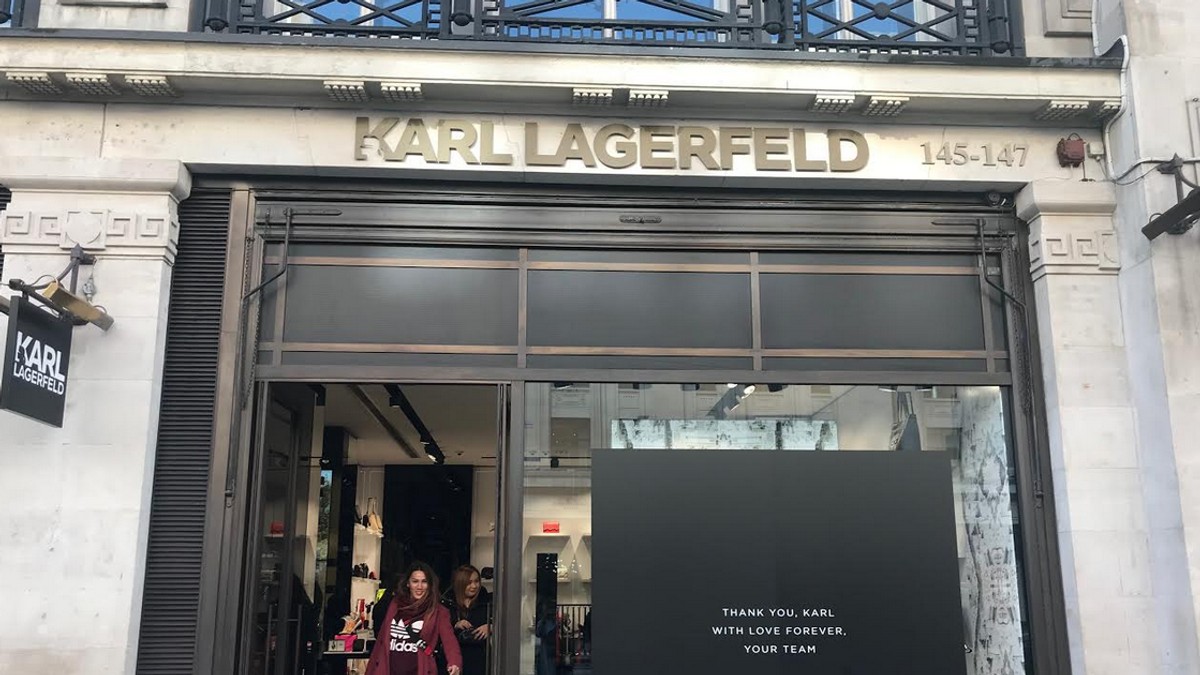 KARL LAGERFELD 145-147
KARL
LAGERFELD
adidas
THANK YOU, KARL
WITH LOVE FOREVER,
YOUR TEAM